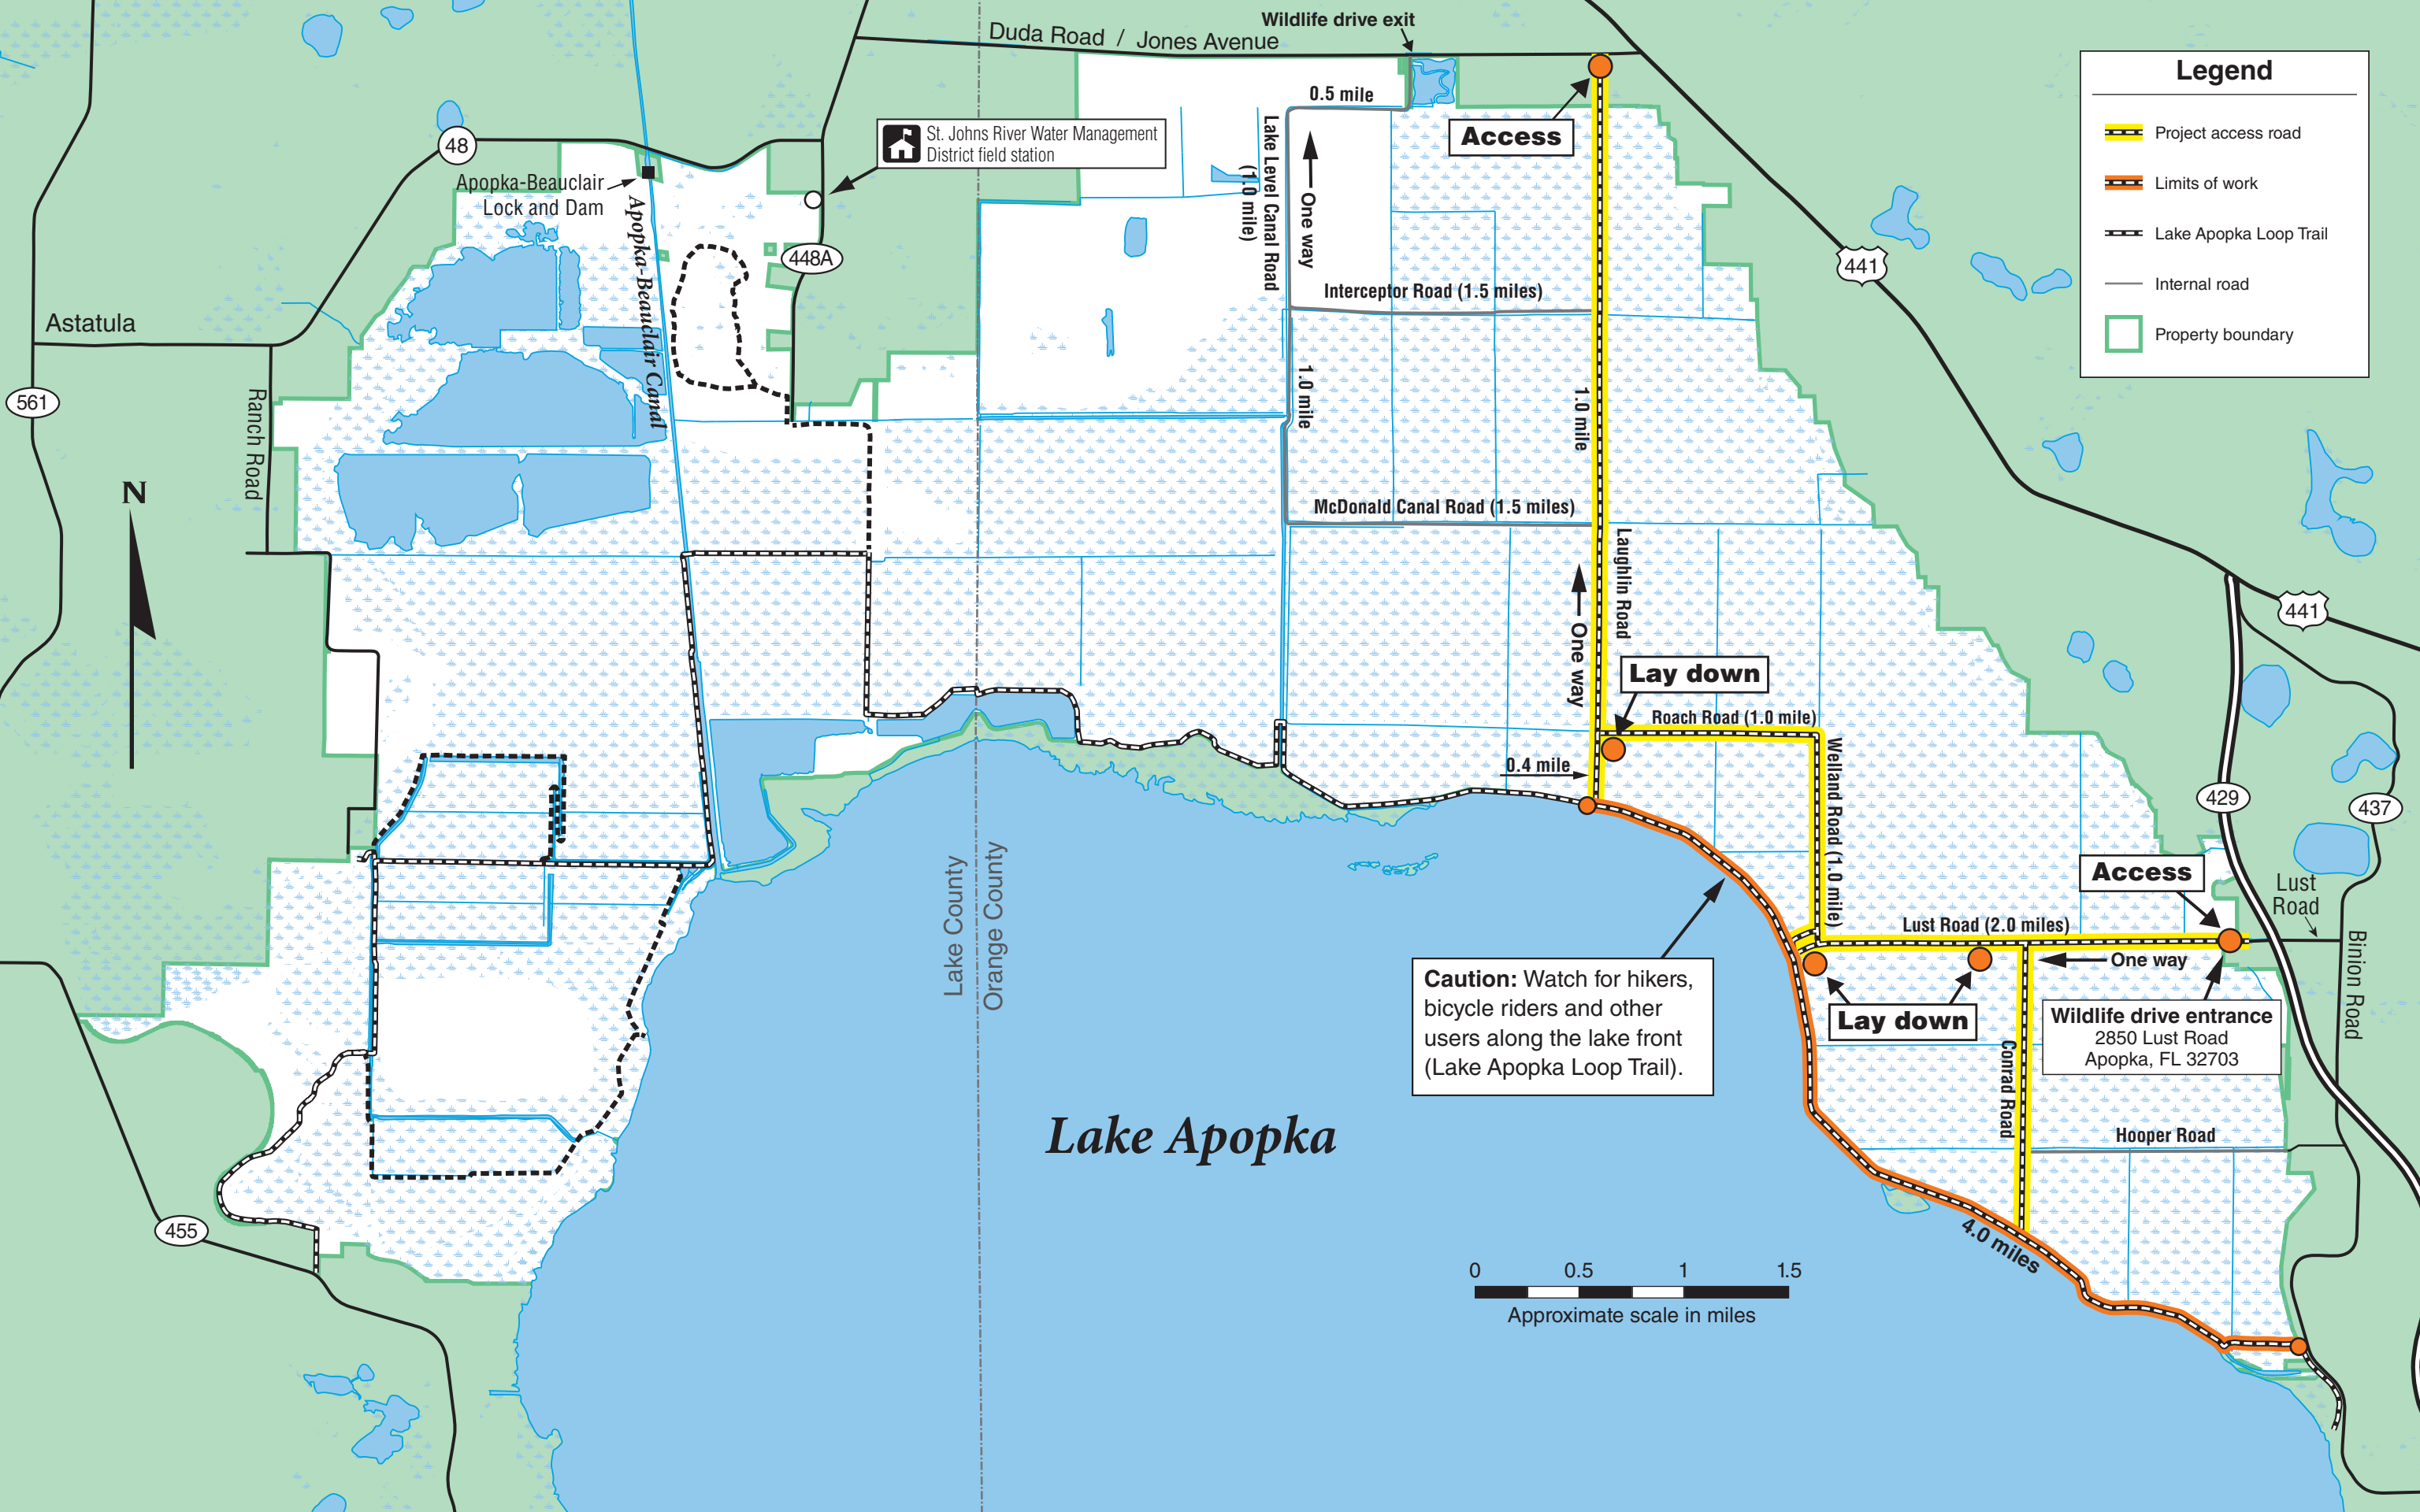 Wildlife drive exit
Duda Road / Jones Avenue
Legend
Project access road
Limits of work
Lake Apopka Loop Trail
Internal road
Property boundary
0.5 mile
Access
St. Johns River Water Management
District field station
48
Apopka-Beauclair
Lock and Dam
Apopka-Beauclair Canal
448A
Lake Level Canal Road
(1.0 mile)
One way
441
Interceptor Road (1.5 miles)
Astatula
561
Ranch Road
1.0 mile
1.0 mile
N
McDonald Canal Road (1.5 miles)
Laughlin Road
One way
441
Lay down
Roach Road (1.0 mile)
0.4 mile
Welland Road (1.0 mile)
429
437
Access
Lust
Road
Lake County
Orange County
Lust Road (2.0 miles)
One way
Binion Road
Caution: Watch for hikers,
bicycle riders and other
users along the lake front
(Lake Apopka Loop Trail).
Lay down
Wildlife drive entrance
2850 Lust Road
Apopka, FL 32703
Conrad Road
Hooper Road
Lake Apopka
455
4.0 miles
0 0.5 1 1.5
Approximate scale in miles